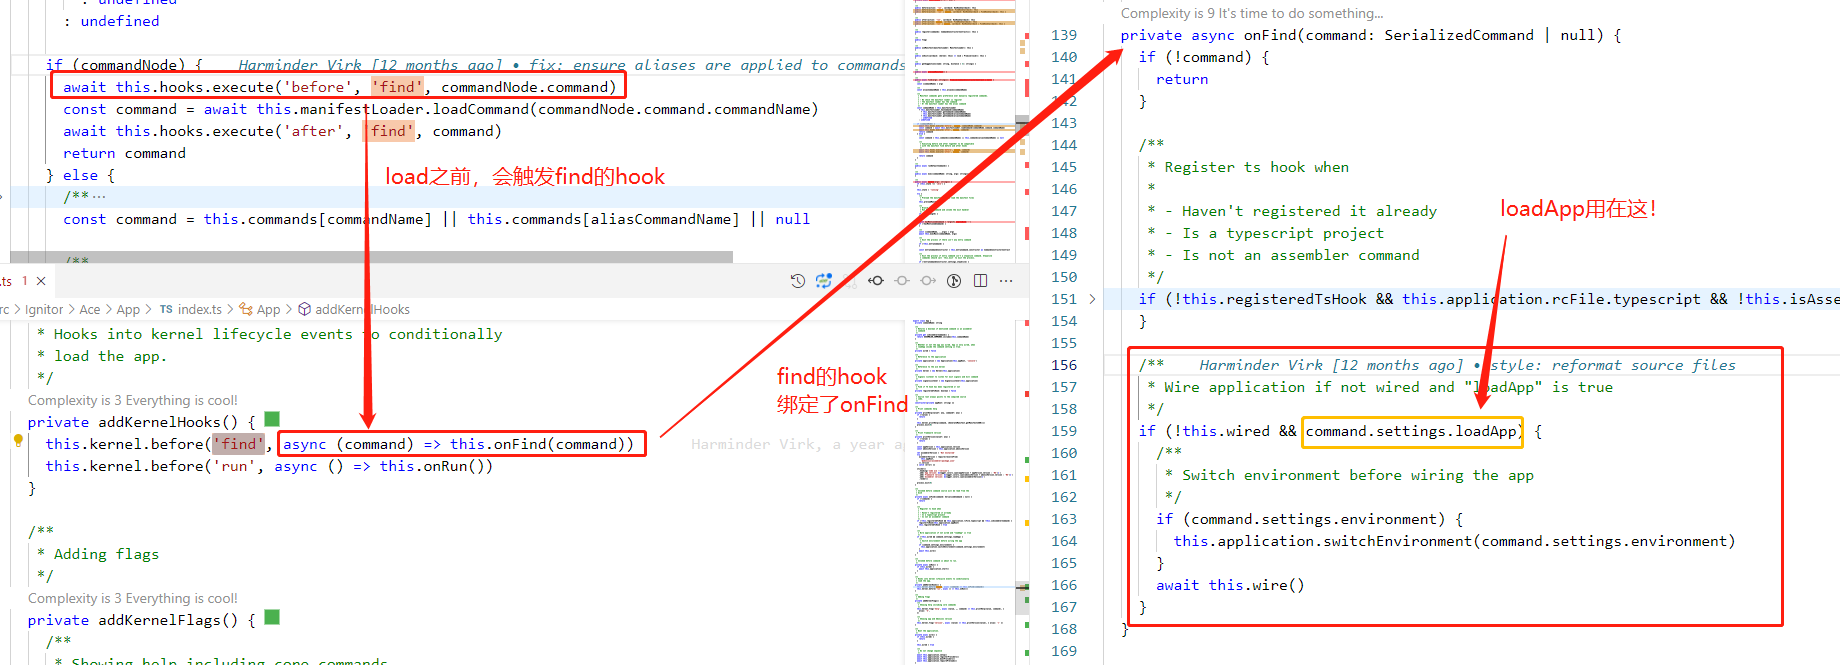 : undefined
: undefined
if (commandNode) {    Harminder Virk [12 months ago] • fix: ensure aliases are applied to commands
await this.hooks.execute('before', 'find', commandNode.command)
const command = await this.manifestLoader.loadCommand(commandNode.command.commandName)
await this.hooks.execute('after', 'find', command)
return command
} else {
/** ···
const command = this.commands[commandName] || this.commands[aliasCommandName] || null
/**
load之前，会触发find的hook
.ts 1 ×
rc > Ignitor > Ace > App > TS index.ts > App > addKernelHooks
* Hooks into kernel lifecycle events to conditionally
* load the app.
*/
Complexity is 3 Everything is cool!
private addKernelHooks() {
this.kernel.before('find', async (command) => this.onFind(command))    Harminder Virk, a year ag
this.kernel.before('run', async () => this.onRun())
}
find的hook
绑定了onFind
/**
* Adding flags
*/
Complexity is 3 Everything is cool!
private addKernelFlags() {
/**
* Showing help including core commands
Complexity is 9 It's time to do something...
139 private async onFind(command: SerializedCommand | null) {
140 if (!command) {
141 return
142 }
143
144 /**
145 * Register ts hook when
146 *
147 * - Haven't registered it already
148 * - Is a typescript project
149 * - Is not an assembler command
150 */
151 > if (!this.registeredTsHook && this.application.rcFile.typescript && !this.isAsse
154 }
155
156 /**    Harminder Virk [12 months ago] • style: reformat source files
157 * Wire application if not wired and "loadApp" is true
158 */
159 if (!this.wired && command.settings.loadApp) {
160 /**
161 * Switch environment before wiring the app
162 */
163 if (command.settings.environment) {
164 this.application.switchEnvironment(command.settings.environment)
165 }
166 await this.wire()
167 }
168 }
169
loadApp用在这！